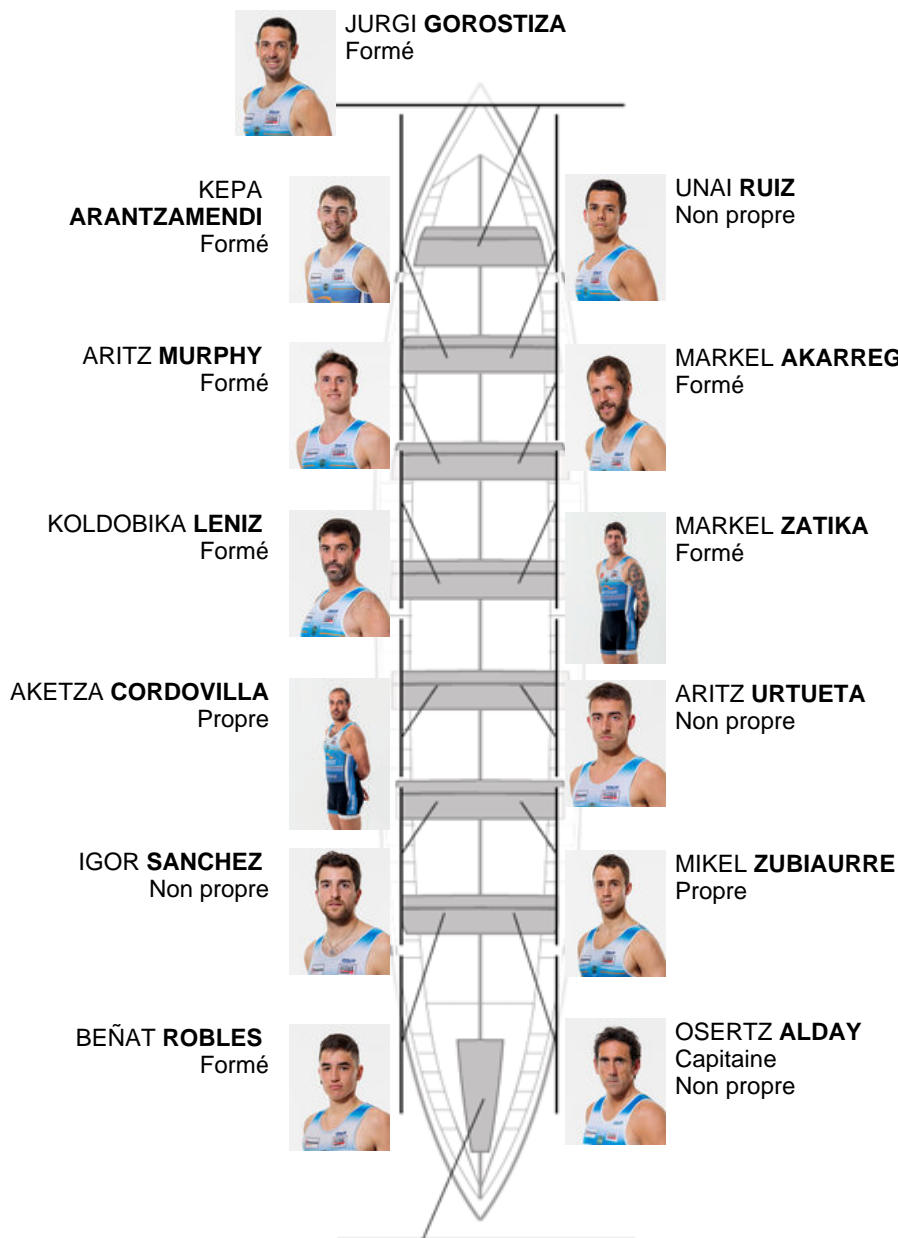 JURGI GOROSTIZA
Formé
KEPA
ARANTZAMENDI
Formé
UNAI RUIZ
Non propre
ARITZ MURPHY
Formé
MARKEL AKARREG
Formé
KOLDOBIKA LENIZ
Formé
MARKEL ZATIKA
Formé
AKETZA CORDOVILLA
Propre
ARITZ URTUETA
Non propre
IGOR SANCHEZ
Non propre
MIKEL ZUBIAURRE
Propre
BEÑAT ROBLES
Formé
OSERTZ ALDAY
Capitaine
Non propre